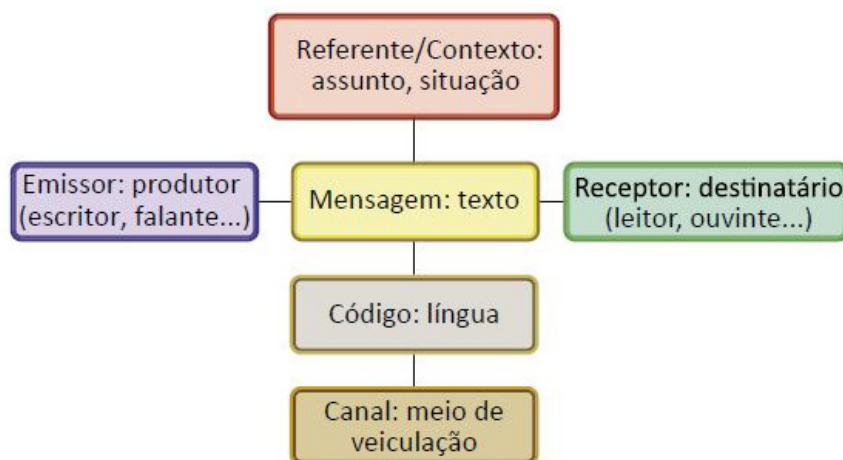 Referente/Contexto:
assunto, situação
Emissor: produtor
(escritor, falante...)
Mensagem: texto
Receptor: destinatário
(leitor, ouvinte...)
Código: língua
Canal: meio de
veiculação